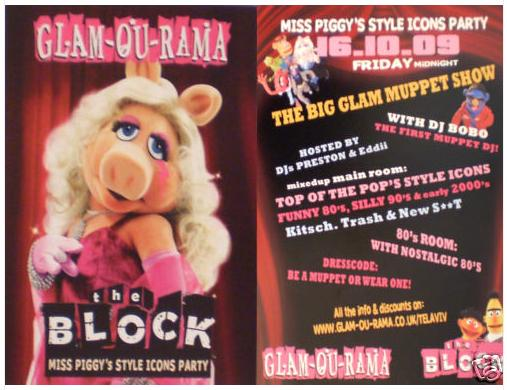 GLAM-OU-RAMA
the
BLOCK
MISS PIGGY'S STYLE ICONS PARTY
MISS PIGGY'S STYLE ICONS PARTY
16.10.09
FRIDAY MiDNiGHT
THE BIG GLAM MUPPET SHOW
WITH DJ BOBO
THE FIRST MUPPET DJ!
HOSTED BY
DJs PRESTON & Eddii
mixedup main room:
TOP OF THE POP'S STYLE ICONS
FUNNY 80's, SILLY 90's & early 2000's
Kitsch. Trash & New S**T
80's ROOM:
WITH NOSTALGIC 80'S
DRESSCODE:
BE A MUPPET OR WEAR ONE!
All the info & discounts on:
WWW.GLAM-OU-RAMA.CO.UK/TELAVIV
GLAM-OU-RAMA
the
BLOCK